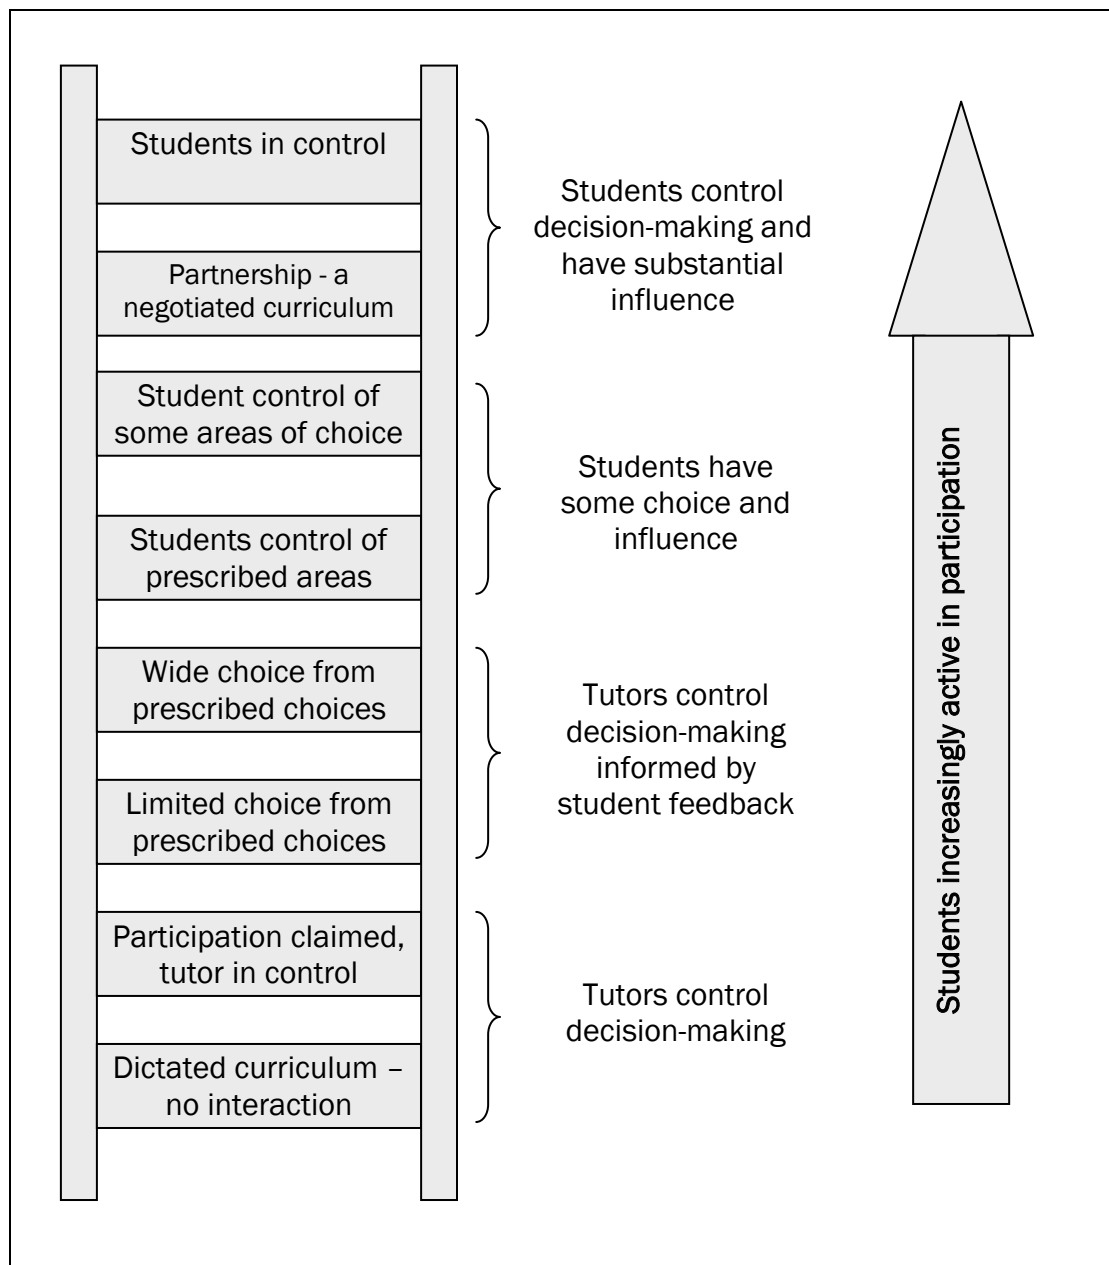 Students in control
Partnership - a
negotiated curriculum
Students control
decision-making and
have substantial
influence
Student control of
some areas of choice
Students control of
prescribed areas
Students have
some choice and
influence
Wide choice from
prescribed choices
Limited choice from
prescribed choices
Tutors control
decision-making
informed by
student feedback
Participation claimed,
tutor in control
Dictated curriculum –
no interaction
Tutors control
decision-making
Students increasingly active in participation